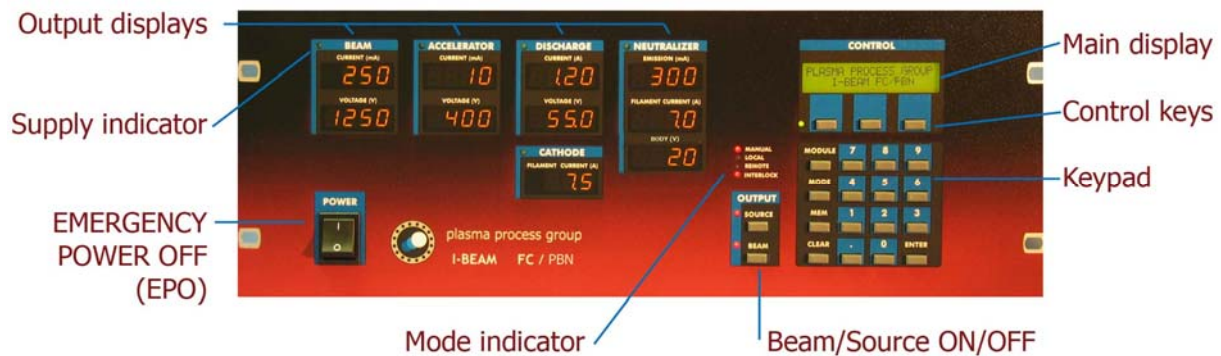 Output displays
Supply indicator
EMERGENCY
POWER OFF
(EPO)
BEAM
CURRENT (mA)
250
VOLTAGE (V)
1250
ACCELERATOR
CURRENT (mA)
10
VOLTAGE (V)
400
DISCHARGE
CURRENT (A)
1.20
VOLTAGE (V)
55.0
CATHODE
FILAMENT CURRENT (A)
7.5
NEUTRALIZER
EMISSION (mA)
300
FILAMENT CURRENT (A)
7.0
BODY (V)
20
POWER
I
O
plasma process group
I-BEAM FC / PBN
MANUAL
LOCAL
REMOTE
INTERLOCK
OUTPUT
SOURCE
BEAM
CONTROL
PLASMA PROCESS GROUP
I-BEAM FC/PBN
MODULE 7 8 9
MODE 4 5 6
MEM 1 2 3
CLEAR . 0 ENTER
Main display
Control keys
Keypad
Mode indicator
Beam/Source ON/OFF